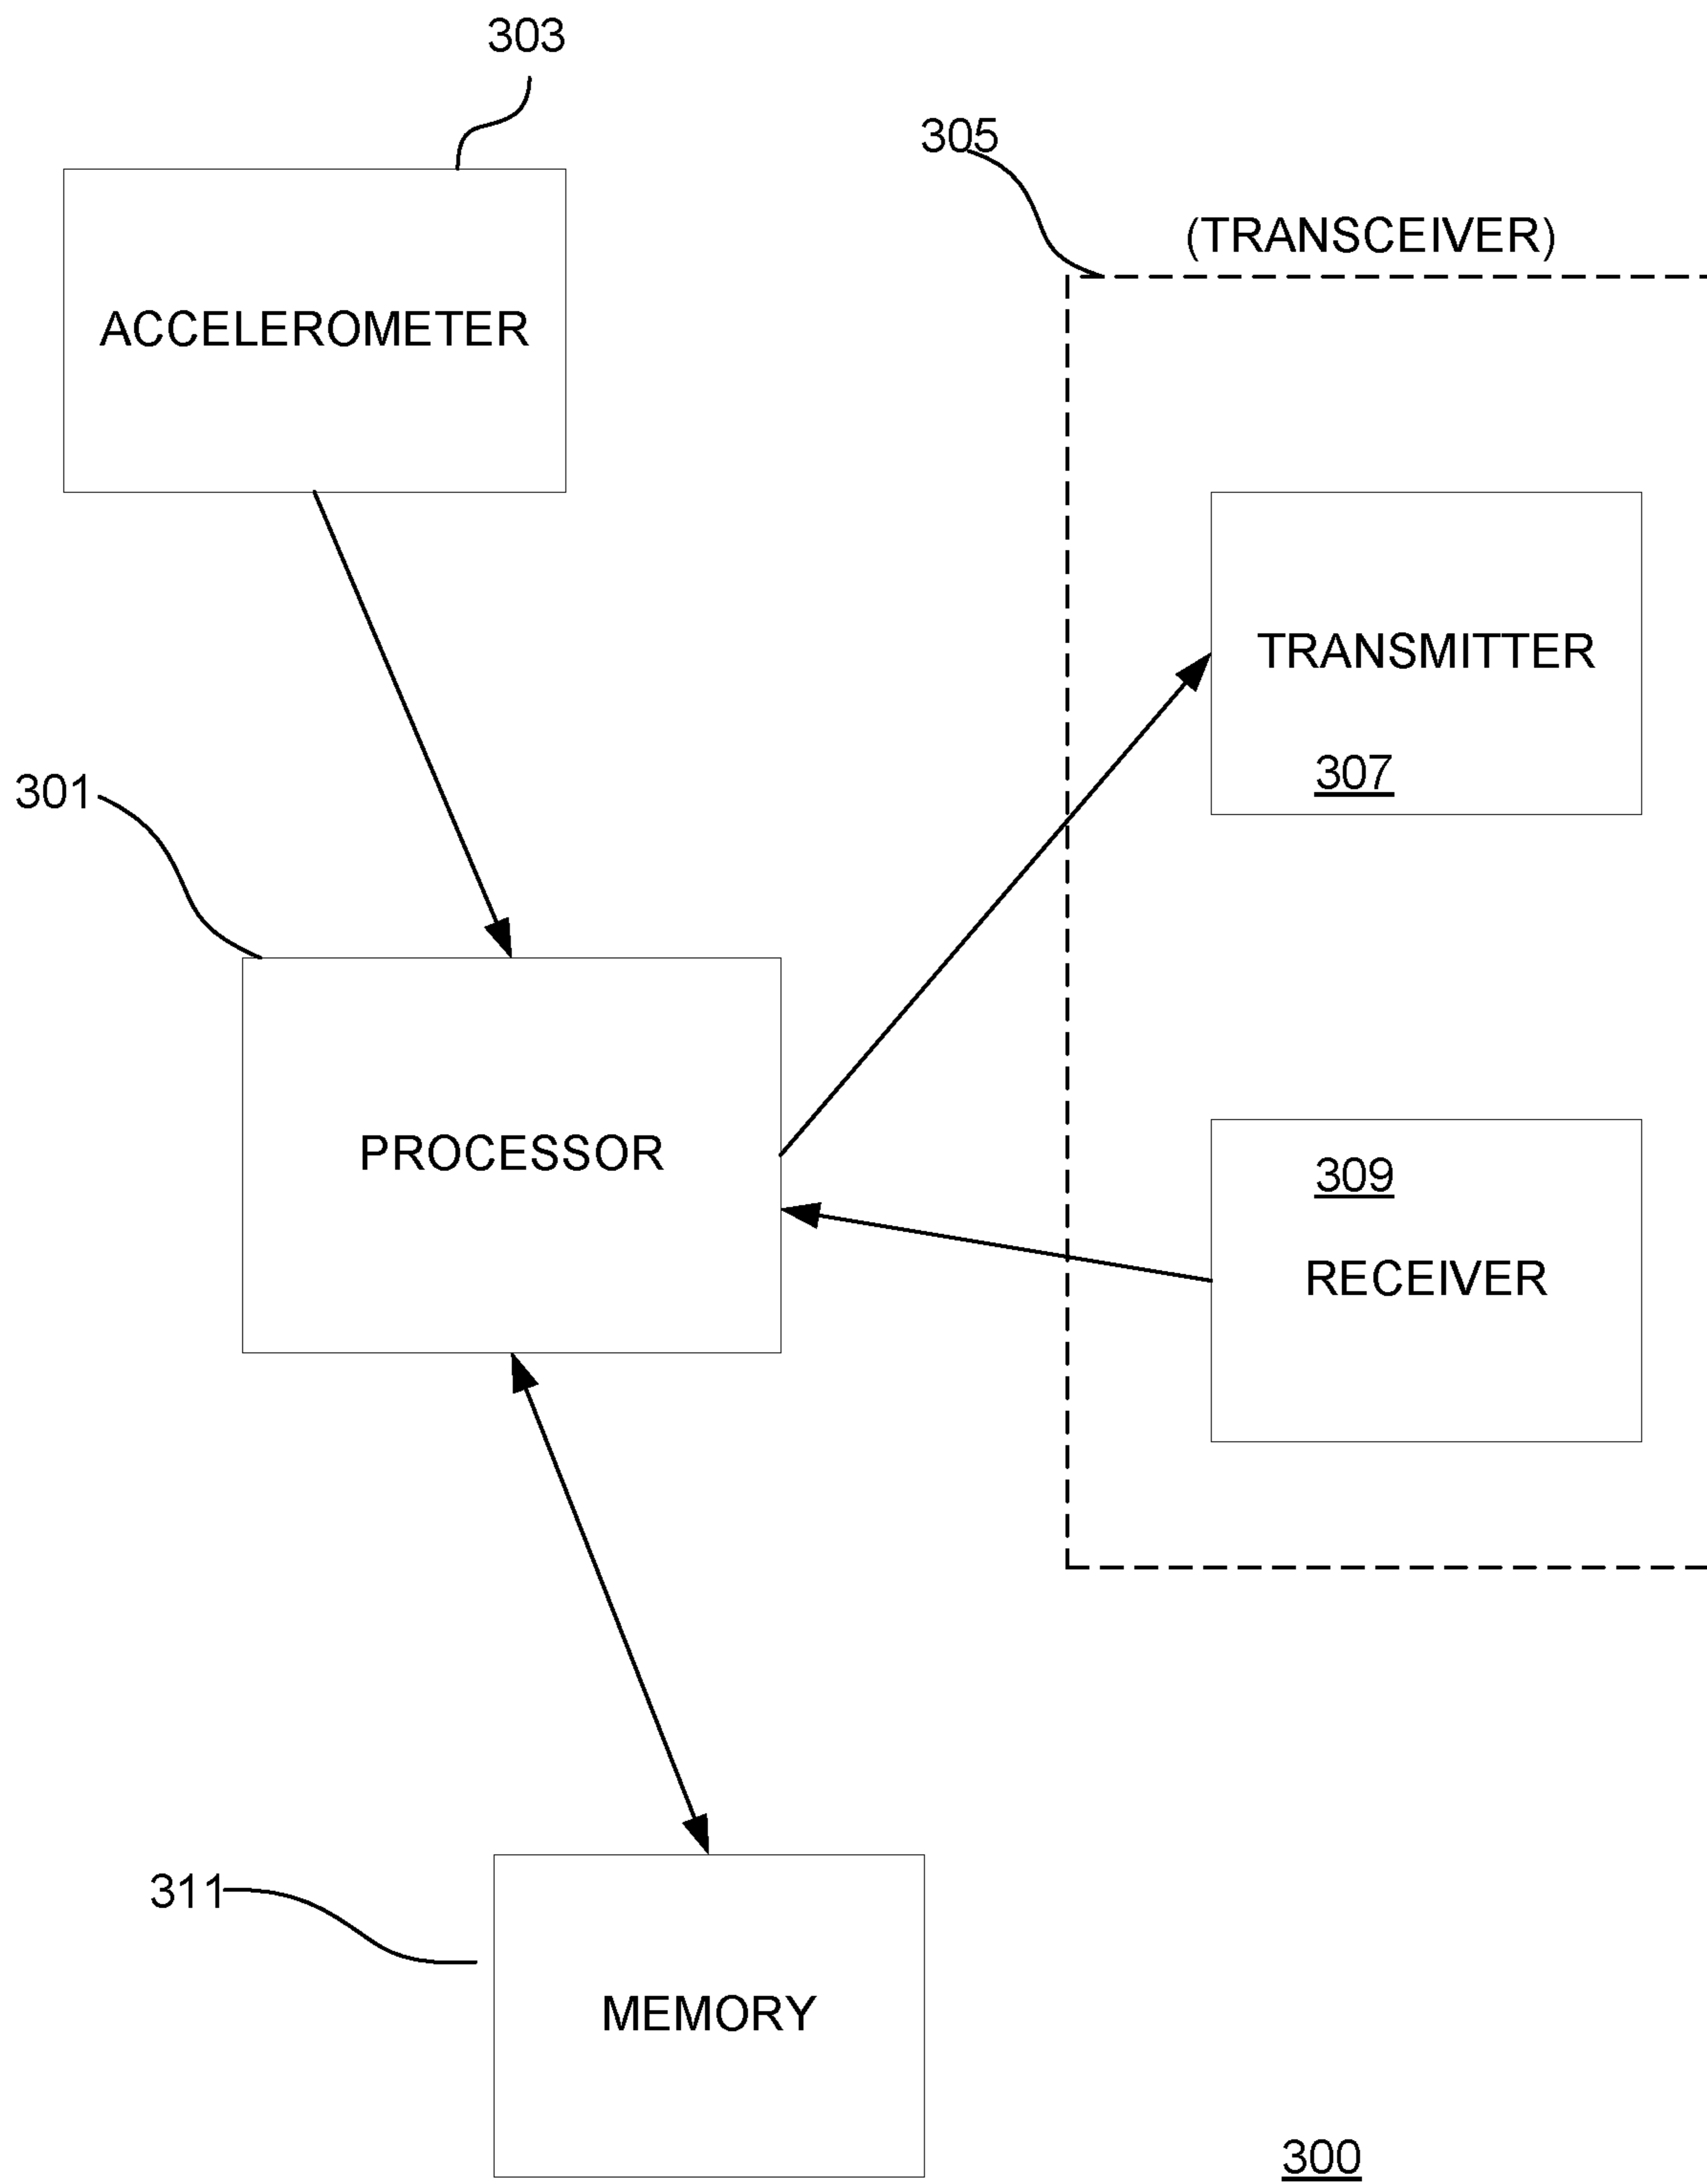 303
305
(TRANSCEIVER)
ACCELEROMETER
TRANSMITTER
307
301
PROCESSOR
309
RECEIVER
311
MEMORY
300